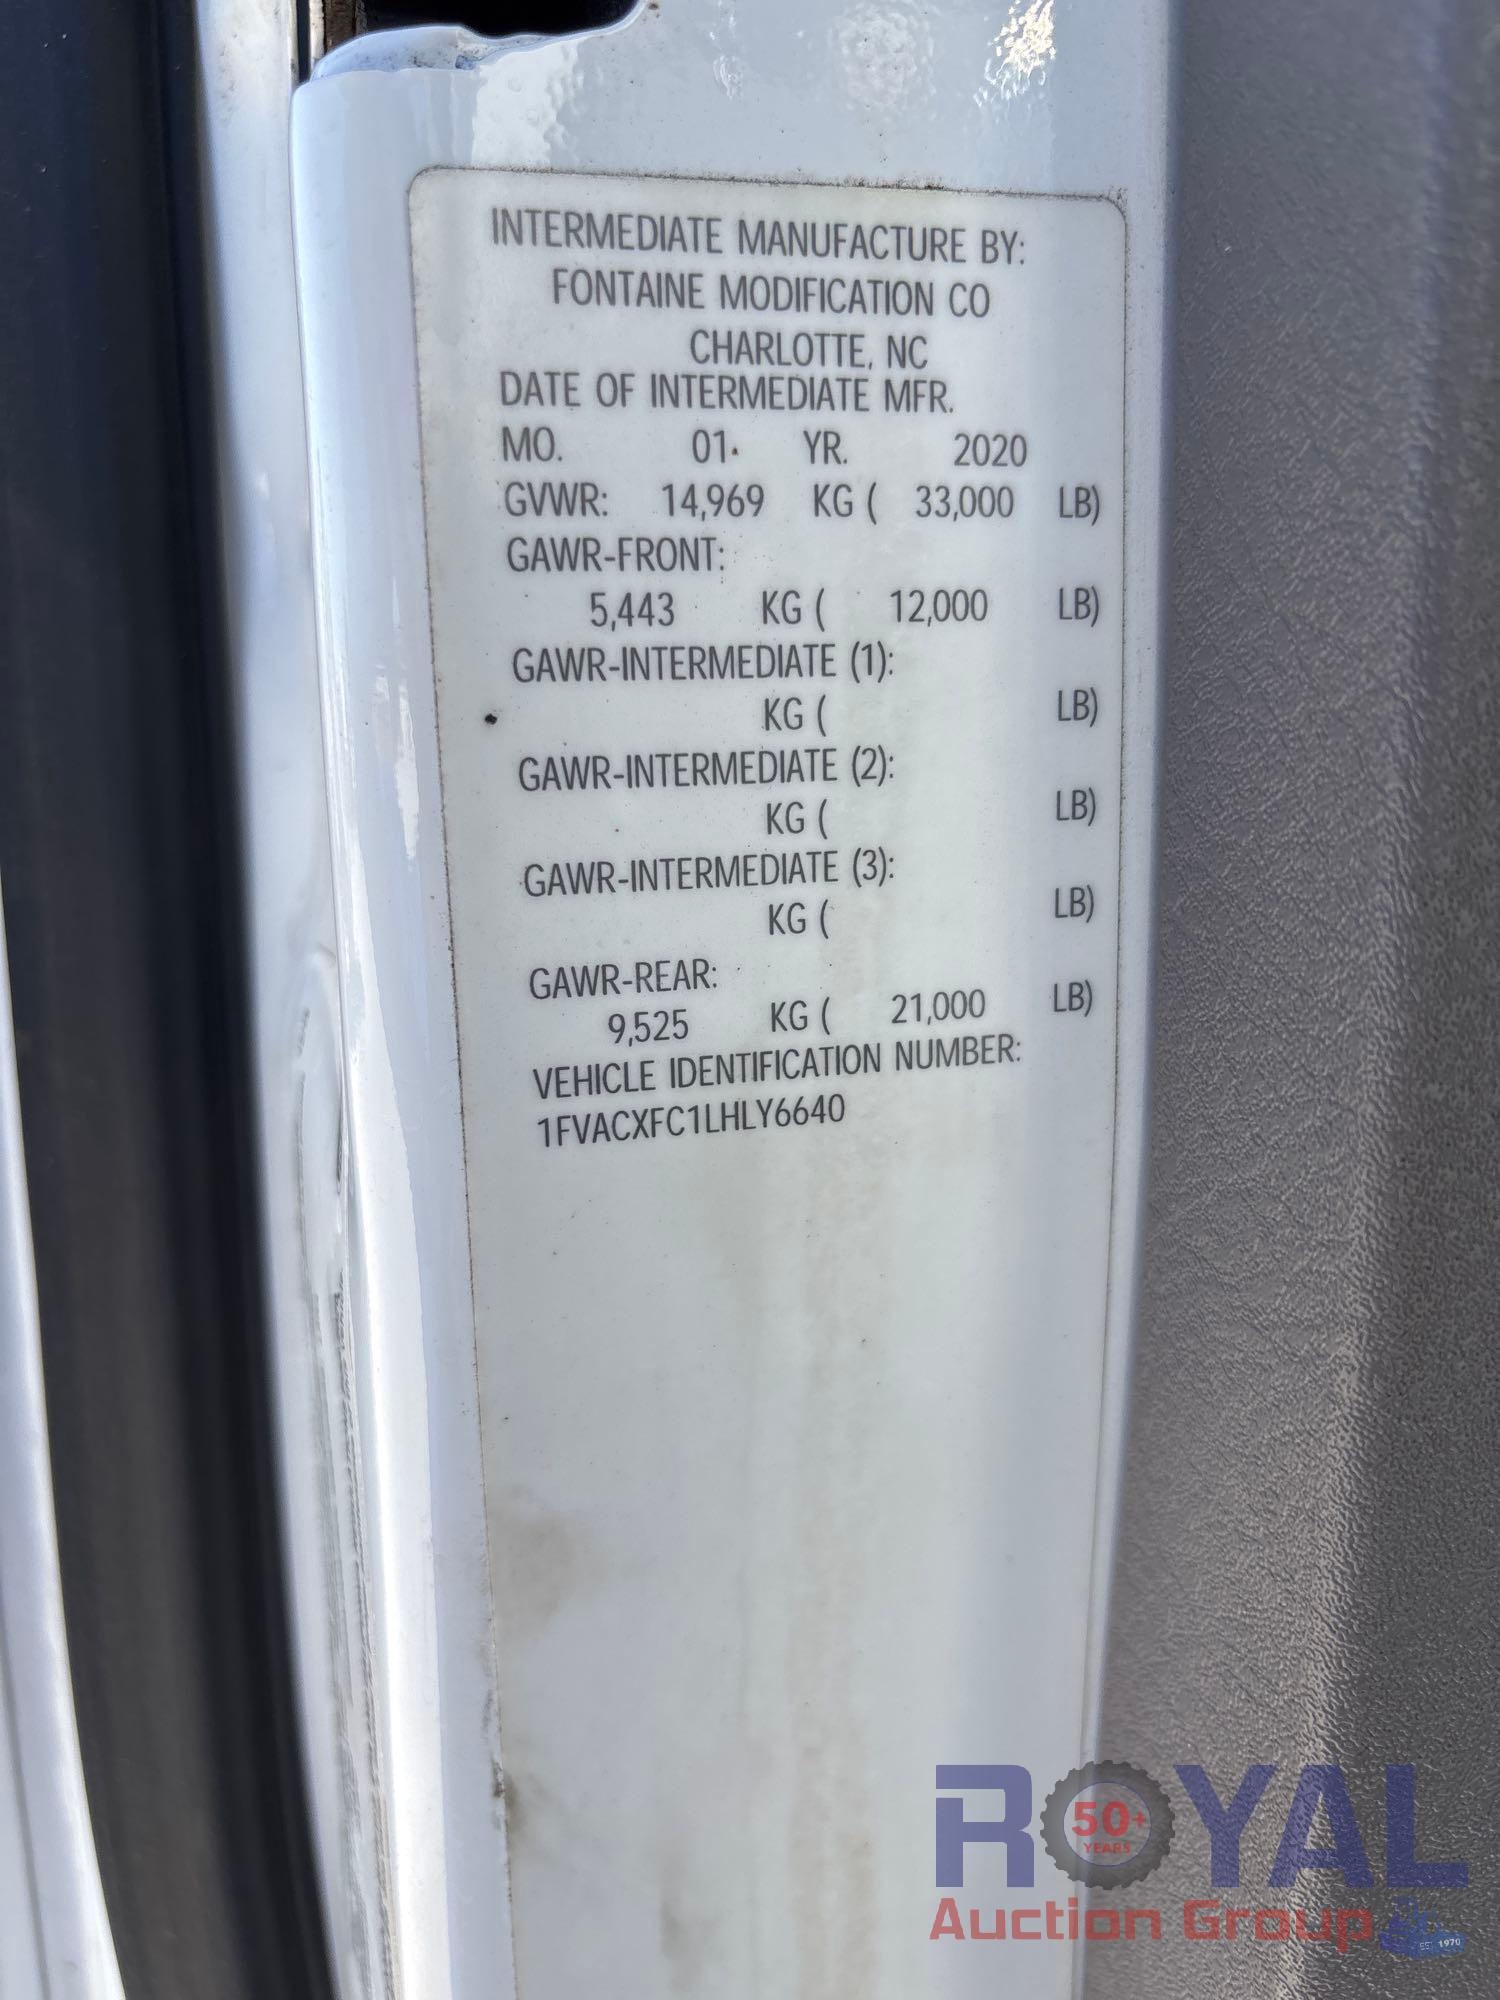 INTERMEDIATE MANUFACTURE BY:
FONTAINE MODIFICATION CO
CHARLOTTE, NC
DATE OF INTERMEDIATE MFR.
MO. 01 YR. 2020
GVWR: 14,969 KG ( 33,000 LB)
GAWR-FRONT:
5,443 KG ( 12,000 LB)
GAWR-INTERMEDIATE (1):
KG ( LB)
GAWR-INTERMEDIATE (2):
KG ( LB)
GAWR-INTERMEDIATE (3):
KG ( LB)
GAWR-REAR:
9,525 KG ( 21,000 LB)
VEHICLE IDENTIFICATION NUMBER:
1FVACXFC1LHLY6640
ROYAL
50+
YEARS
Auction Group
EST 1970